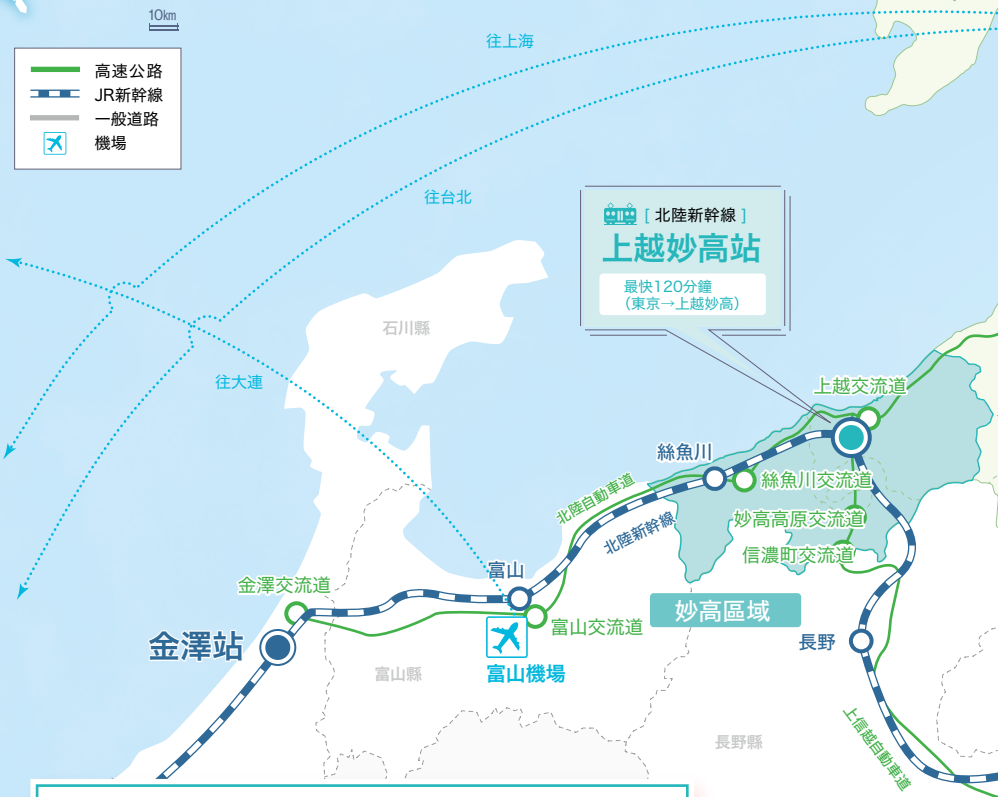 10km
高速公路
JR新幹線
一般道路
機場
往上海
往台北
往大連
[ 北陸新幹線 ]
上越妙高站
最快120分鐘
（東京→上越妙高）
石川縣
上越交流道
絲魚川
絲魚川交流道
北陸自動車道
北陸新幹線
妙高高原交流道
信濃町交流道
富山
金澤交流道
金澤站
富山交流道
妙高區域
長野
富山縣
富山機場
長野縣
上信越自動車道